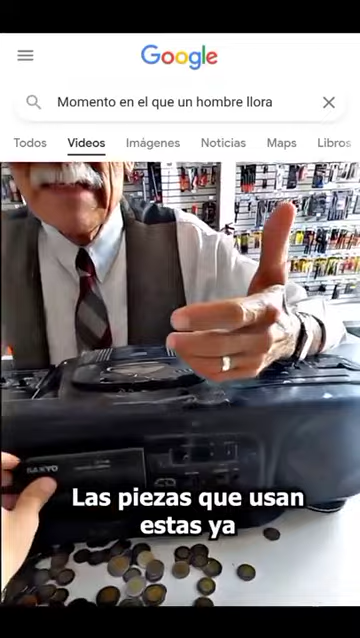 Google
Momento en el que un hombre llora
Todos Videos Imágenes Noticias Maps Libros
SANYO
Las piezas que usan
estas ya